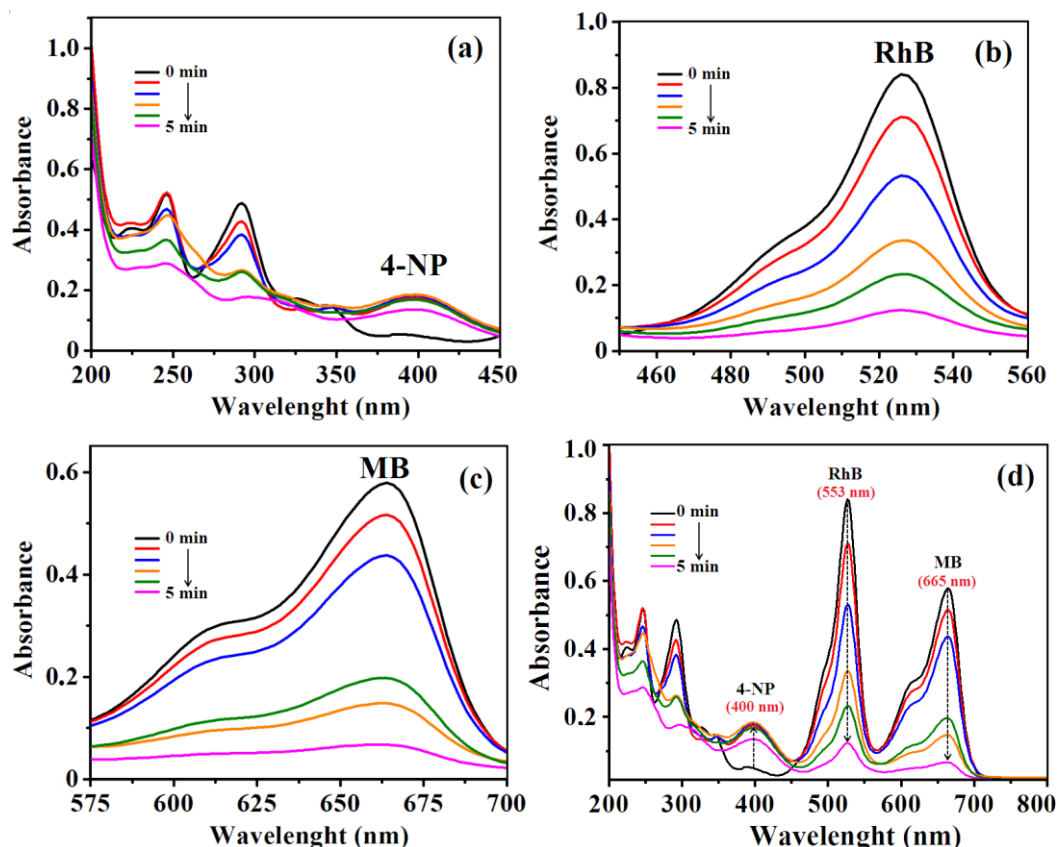 (a)
0 min
5 min
4-NP
Absorbance
1.0
0.8
0.6
0.4
0.2
0
200 250 300 350 400 450
Wavelenght (nm)
(b)
RhB
0 min
5 min
Absorbance
1.0
0.8
0.6
0.4
0.2
0
460 480 500 520 540 560
Wavelenght (nm)
(c)
MB
0 min
5 min
Absorbance
0.6
0.4
0.2
0
575 600 625 650 675 700
Wavelenght (nm)
(d)
RhB
(553 nm)
0 min
5 min
MB
(665 nm)
4-NP
(400 nm)
Absorbance
0.8
0.6
0.4
0.2
200 300 400 500 600 700 800
Wavelenght (nm)